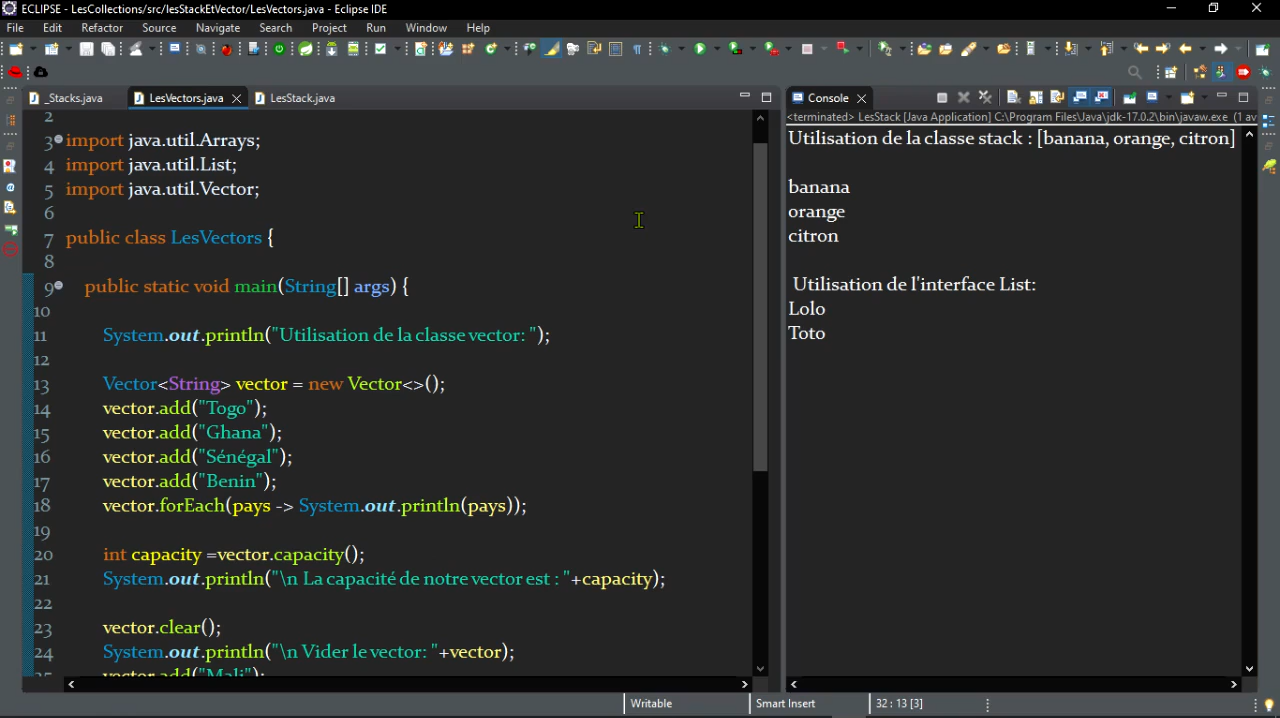 ECLIPSE - LesCollections/src/lesStackEtVector/LesVectors.java - Eclipse IDE
File Edit Refactor Source Navigate Search Project Run Window Help
_Stacks.java LesVectors.java LesStack.java
2
3 import java.util.Arrays;
4 import java.util.List;
5 import java.util.Vector;
6
7 public class LesVectors {
8
9 public static void main(String[] args) {
10
11 System.out.println("Utilisation de la classe vector: ");
12
13 Vector<String> vector = new Vector<>();
14 vector.add("Togo");
15 vector.add("Ghana");
16 vector.add("Sénégal");
17 vector.add("Benin");
18 vector.forEach(pays -> System.out.println(pays));
19
20 int capacity =vector.capacity();
21 System.out.println("\n La capacité de notre vector est : "+capacity);
22
23 vector.clear();
24 System.out.println("\n Vider le vector: "+vector);
25 vector.add("Mali");
Console
<terminated> LesStack [Java Application] C:\Program Files\Java\jdk-17.0.2\bin\javaw.exe (1 av
Utilisation de la classe stack : [banana, orange, citron]
banana
orange
citron
Utilisation de l'interface List:
Lolo
Toto
Writable Smart Insert 32 : 13 [3]